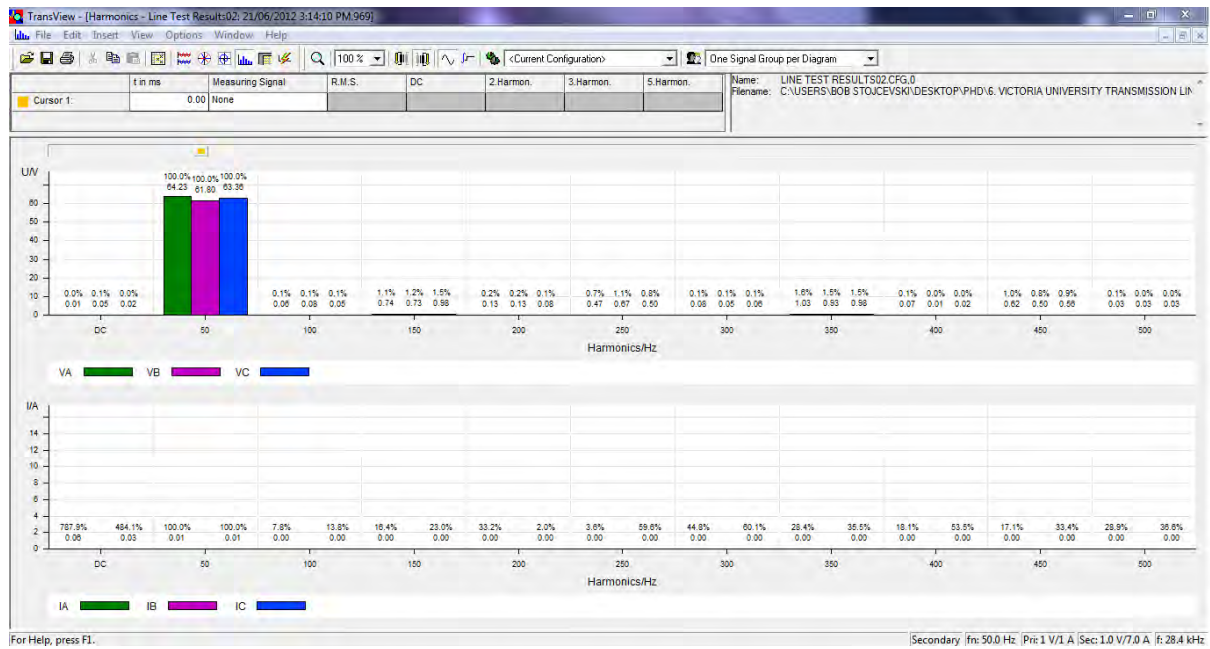 TransView - [Harmonics - Line Test Results02: 21/06/2012 3:14:10 PM.969]
File Edit Insert View Options Window Help
100 % <Current Configuration> One Signal Group per Diagram
t in ms Measuring Signal R.M.S. DC 2.Harmon. 3.Harmon. 5.Harmon.
Cursor 1: 0.00 None
Name: LINE TEST RESULTS02.CFG,0
Filename: C:\USERS\BOB STOJCEVSKI\DESKTOP\PHD\6. VICTORIA UNIVERSITY TRANSMISSION LIN
U/V
60
50
40
30
20
10
0
0.0% 0.1% 0.0% 100.0% 100.0% 100.0% 0.1% 0.1% 0.1% 1.1% 1.2% 1.5% 0.2% 0.2% 0.1% 0.7% 1.1% 0.8% 0.1% 0.1% 0.1% 1.6% 1.5% 1.5% 0.1% 0.0% 0.0% 1.0% 0.8% 0.9% 0.1% 0.0% 0.0%
0.01 0.05 0.02 64.23 61.80 63.36 0.06 0.08 0.05 0.74 0.73 0.98 0.13 0.13 0.08 0.47 0.67 0.50 0.08 0.05 0.06 1.03 0.93 0.98 0.07 0.01 0.02 0.62 0.50 0.56 0.03 0.03 0.03
DC 50 100 150 200 250 300 350 400 450 500
Harmonics/Hz
VA VB VC
I/A
14
12
10
8
6
4
2
0
787.9% 484.1% 100.0% 100.0% 7.8% 13.8% 16.4% 23.0% 33.2% 2.0% 3.6% 59.6% 44.8% 60.1% 28.4% 35.5% 18.1% 53.5% 17.1% 33.4% 28.9% 36.6%
0.06 0.03 0.01 0.01 0.00 0.00 0.00 0.00 0.00 0.00 0.00 0.00 0.00 0.00 0.00 0.00 0.00 0.00 0.00 0.00 0.00 0.00
DC 50 100 150 200 250 300 350 400 450 500
Harmonics/Hz
IA IB IC
For Help, press F1.
Secondary fn: 50.0 Hz Pri: 1 V/1 A Sec: 1.0 V/7.0 A f: 28.4 kHz